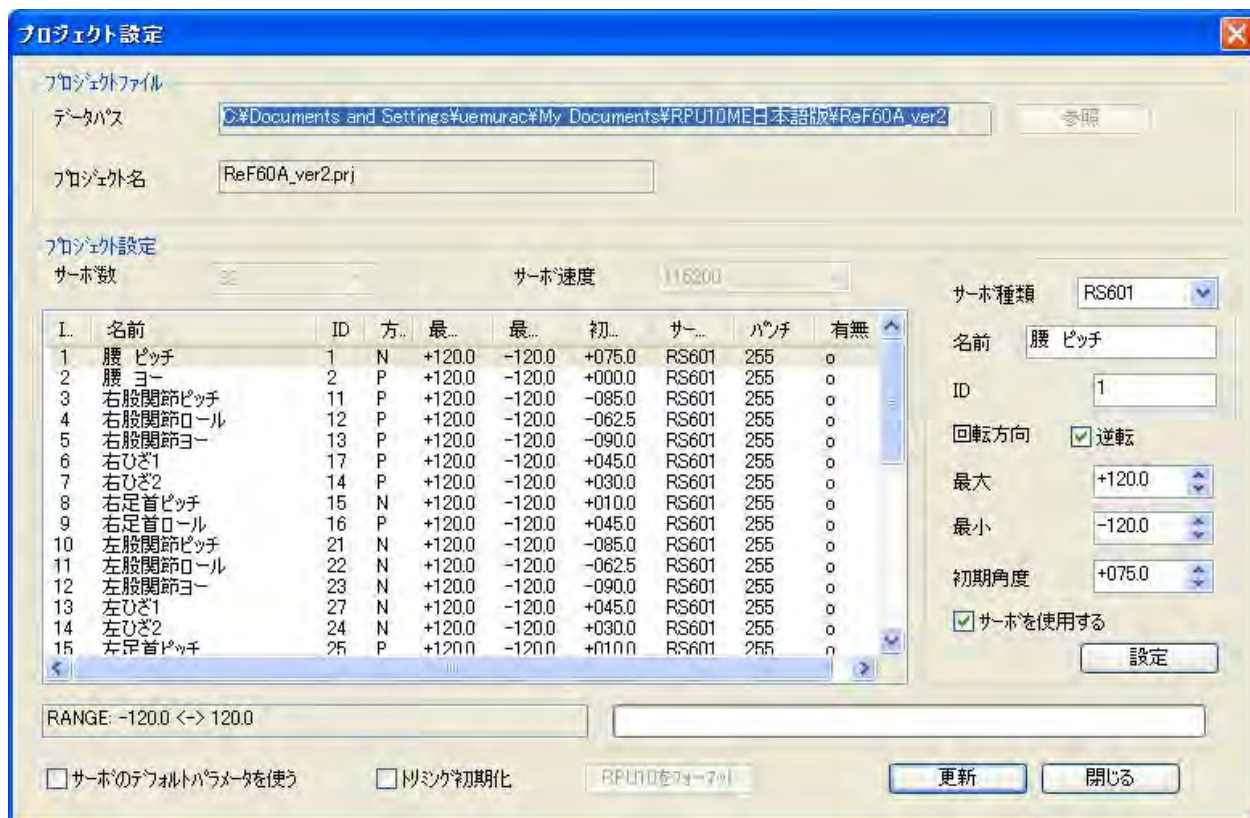 プロジェクト設定
プロジェクトファイル
データパス C:¥Documents and Settings¥uemurac¥My Documents¥RPU10ME日本語版¥ReF60A_ver2 参照
プロジェクト名 ReF60A_ver2.prj
プロジェクト設定
サーボ数 サーボ速度 115200
サーボ種類 RS601
I... 名前 ID 方... 最... 最... 初... サー... パンチ 有無
1 腰 ピッチ 1 N +120.0 -120.0 +075.0 RS601 255 o
2 腰 ヨー 2 P +120.0 -120.0 +000.0 RS601 255 o
3 右股関節ピッチ 11 P +120.0 -120.0 -085.0 RS601 255 o
4 右股関節ロール 12 P +120.0 -120.0 -062.5 RS601 255 o
5 右股関節ヨー 13 P +120.0 -120.0 -090.0 RS601 255 o
6 右ひざ1 17 P +120.0 -120.0 +045.0 RS601 255 o
7 右ひざ2 14 P +120.0 -120.0 +030.0 RS601 255 o
8 右足首ピッチ 15 N +120.0 -120.0 +010.0 RS601 255 o
9 右足首ロール 16 P +120.0 -120.0 +045.0 RS601 255 o
10 左股関節ピッチ 21 N +120.0 -120.0 -085.0 RS601 255 o
11 左股関節ロール 22 N +120.0 -120.0 -062.5 RS601 255 o
12 左股関節ヨー 23 N +120.0 -120.0 -090.0 RS601 255 o
13 左ひざ1 27 N +120.0 -120.0 +045.0 RS601 255 o
14 左ひざ2 24 N +120.0 -120.0 +030.0 RS601 255 o
15 左足首ピッチ 25 P +120.0 -120.0 +010.0 RS601 255 o
名前 腰 ピッチ
ID 1
回転方向 逆転
最大 +120.0
最小 -120.0
初期角度 +075.0
サーボを使用する
設定
RANGE: -120.0 <-> 120.0
サーボのデフォルトパラメータを使う トリミング初期化 RPU10をフォーマット 更新 閉じる